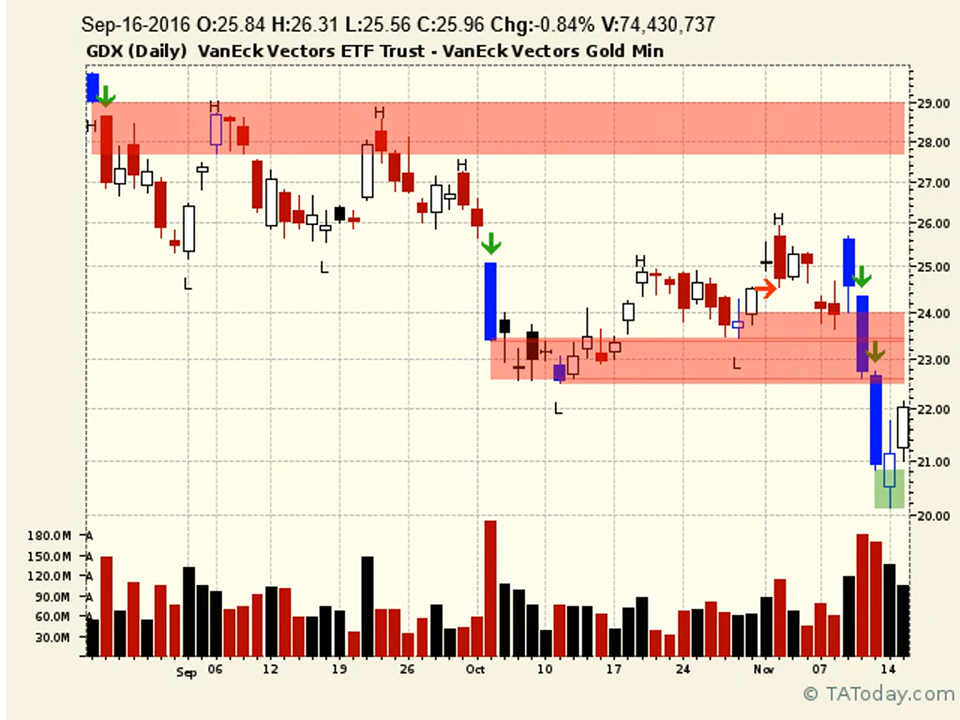 Sep-16-2016 O:25.84 H:26.31 L:25.56 C:25.96 Chg:-0.84% V:74,430,737
GDX (Daily) VanEck Vectors ETF Trust - VanEck Vectors Gold Min
H
H
H
H
H
H
L
L
L
L
29.00
28.00
27.00
26.00
25.00
24.00
23.00
22.00
21.00
20.00
180.0M A
150.0M A
120.0M A
90.0M A
60.0M A
30.0M
Sep 06 12 19 26 Oct 10 17 24 Nov 07 14
© TAToday.com